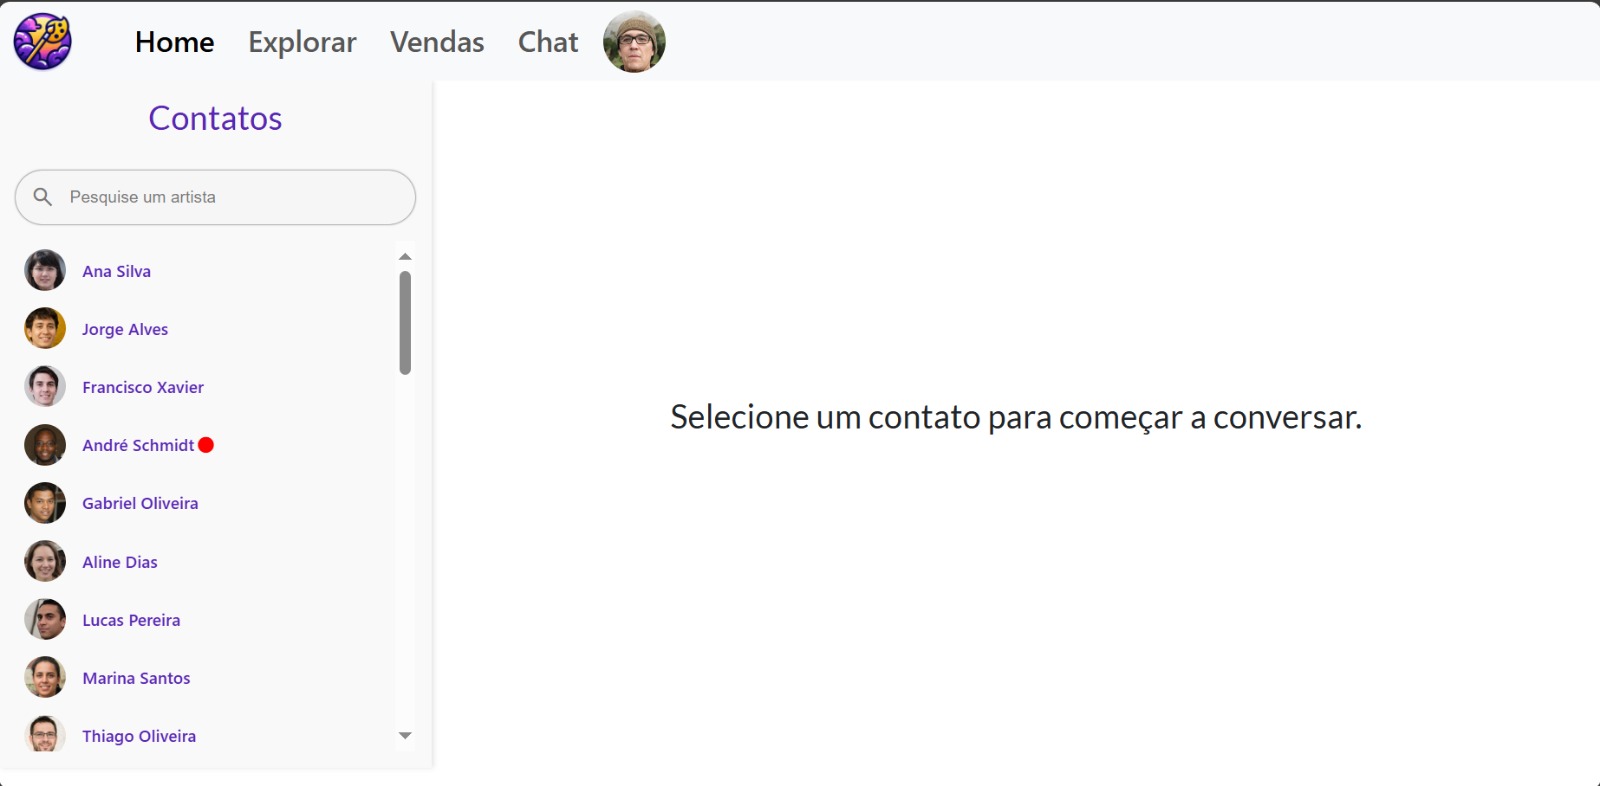 Home Explorar Vendas Chat
Contatos
Pesquise um artista
Ana Silva
Jorge Alves
Francisco Xavier
André Schmidt
Gabriel Oliveira
Aline Dias
Lucas Pereira
Marina Santos
Thiago Oliveira
Selecione um contato para começar a conversar.